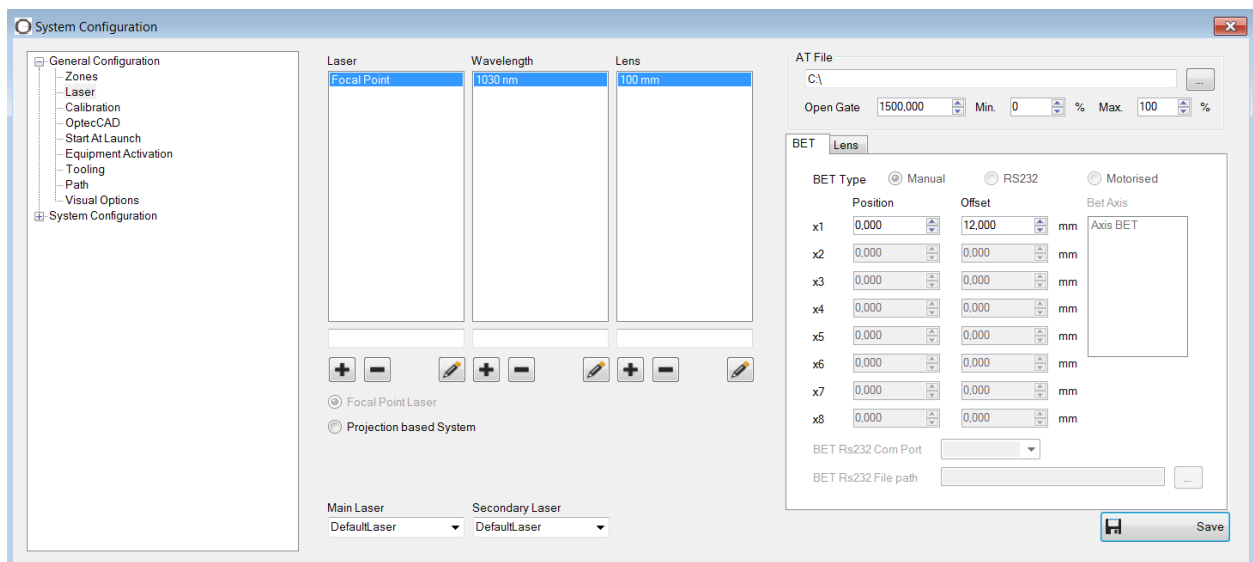 System Configuration
General Configuration
Zones
Laser
Calibration
OptecCAD
Start At Launch
Equipment Activation
Tooling
Path
Visual Options
System Configuration
Laser Wavelength Lens
Focal Point 1030 nm 100 mm
Focal Point Laser
Projection based System
Main Laser Secondary Laser
DefaultLaser DefaultLaser
AT File
C:\ ...
Open Gate 1500,000 Min. 0 % Max. 100 %
BET Lens
BET Type Manual RS232 Motorised
Position Offset Bet Axis
x1 0,000 12,000 mm Axis BET
x2 0,000 0,000 mm
x3 0,000 0,000 mm
x4 0,000 0,000 mm
x5 0,000 0,000 mm
x6 0,000 0,000 mm
x7 0,000 0,000 mm
x8 0,000 0,000 mm
BET Rs232 Com Port
BET Rs232 File path ...
Save